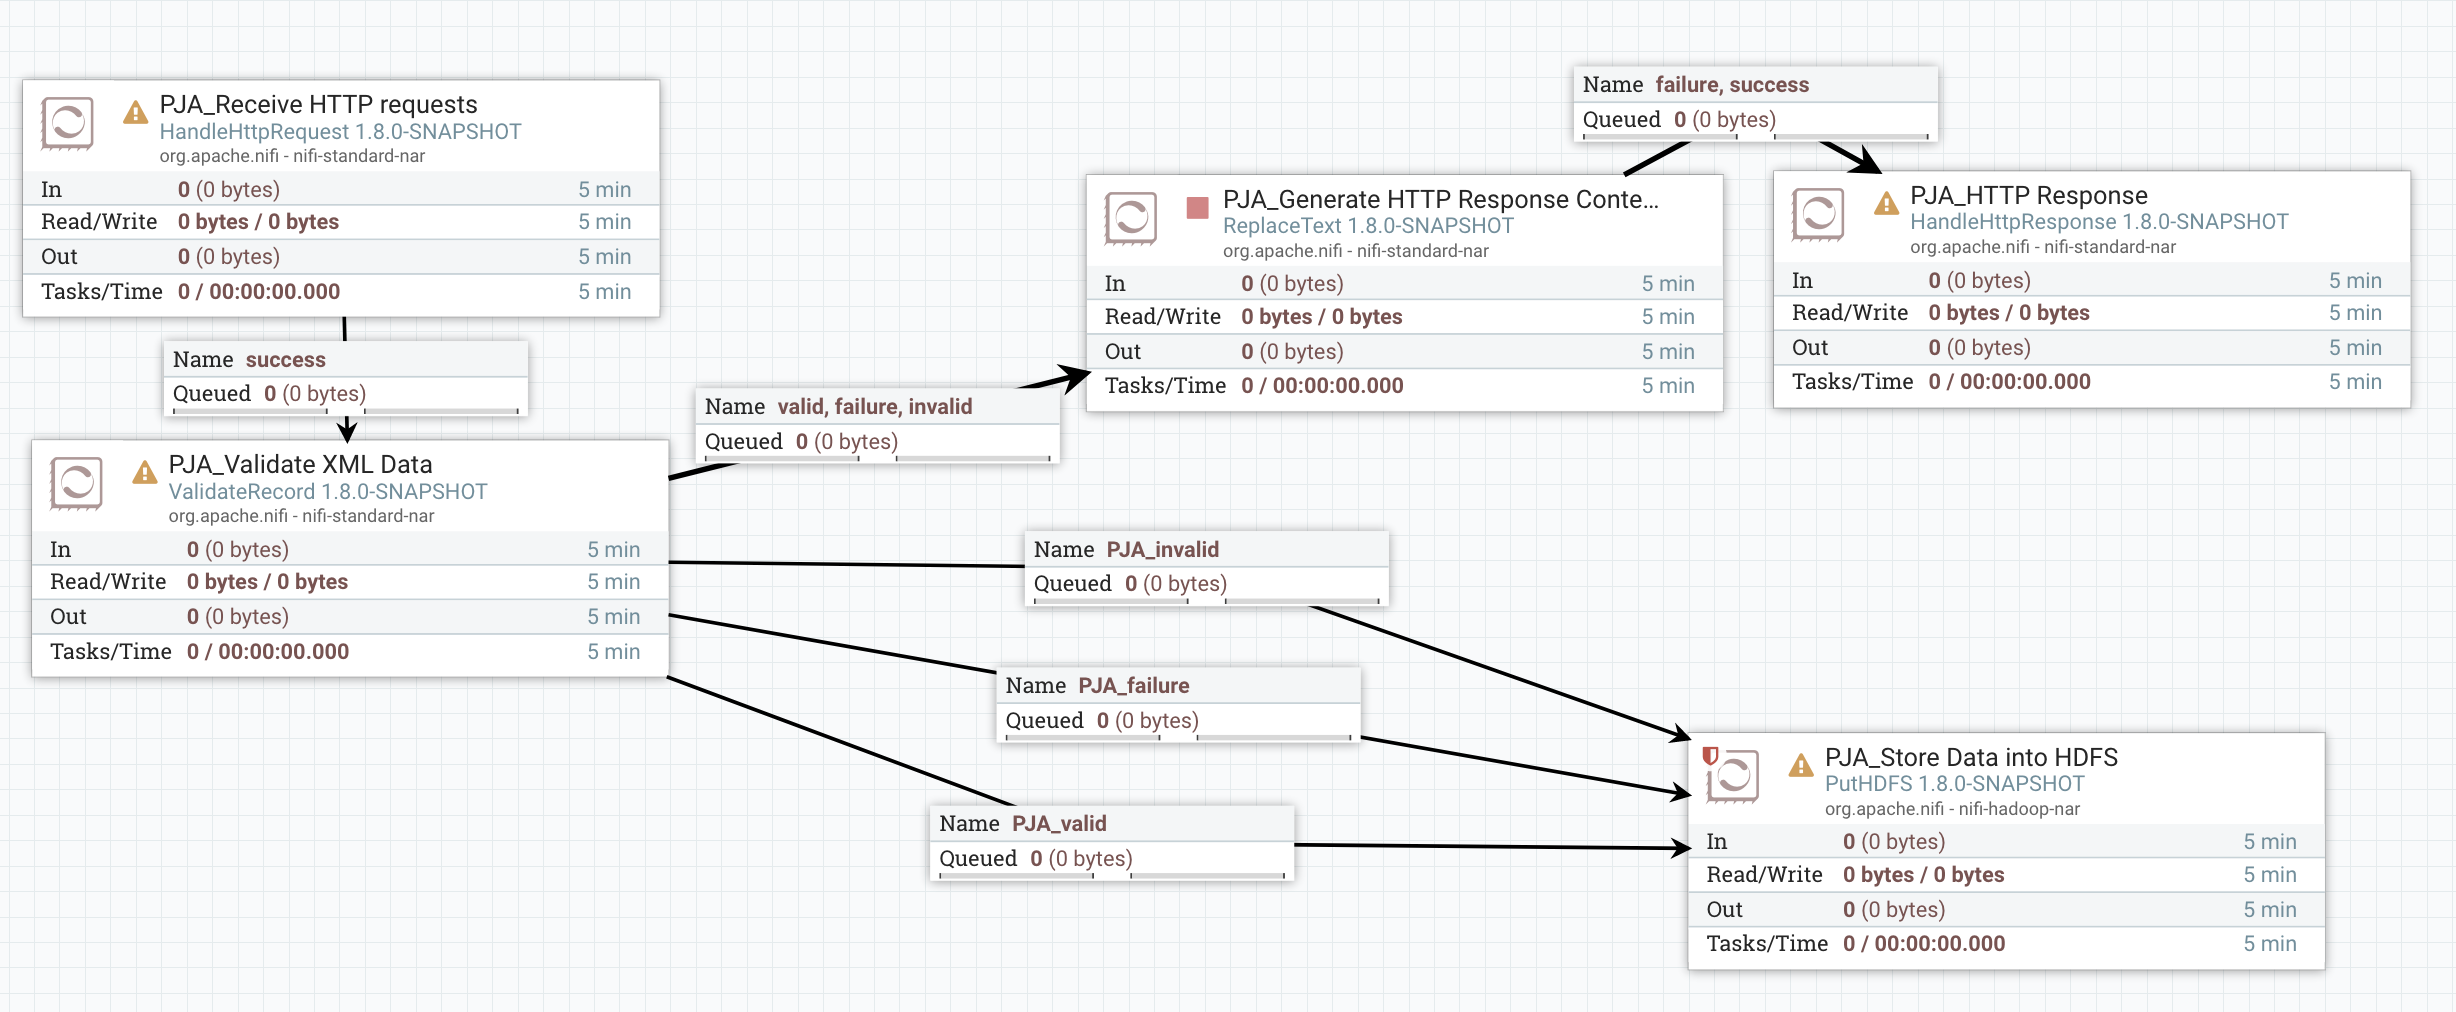 PJA_Receive HTTP requests
HandleHttpRequest 1.8.0-SNAPSHOT
org.apache.nifi - nifi-standard-nar
In 0 (0 bytes) 5 min
Read/Write 0 bytes / 0 bytes 5 min
Out 0 (0 bytes) 5 min
Tasks/Time 0 / 00:00:00.000 5 min
Name success
Queued 0 (0 bytes)
PJA_Validate XML Data
ValidateRecord 1.8.0-SNAPSHOT
org.apache.nifi - nifi-standard-nar
In 0 (0 bytes) 5 min
Read/Write 0 bytes / 0 bytes 5 min
Out 0 (0 bytes) 5 min
Tasks/Time 0 / 00:00:00.000 5 min
Name valid, failure, invalid
Queued 0 (0 bytes)
PJA_Generate HTTP Response Conte...
ReplaceText 1.8.0-SNAPSHOT
org.apache.nifi - nifi-standard-nar
In 0 (0 bytes) 5 min
Read/Write 0 bytes / 0 bytes 5 min
Out 0 (0 bytes) 5 min
Tasks/Time 0 / 00:00:00.000 5 min
Name failure, success
Queued 0 (0 bytes)
PJA_HTTP Response
HandleHttpResponse 1.8.0-SNAPSHOT
org.apache.nifi - nifi-standard-nar
In 0 (0 bytes) 5 min
Read/Write 0 bytes / 0 bytes 5 min
Out 0 (0 bytes) 5 min
Tasks/Time 0 / 00:00:00.000 5 min
Name PJA_invalid
Queued 0 (0 bytes)
Name PJA_failure
Queued 0 (0 bytes)
Name PJA_valid
Queued 0 (0 bytes)
PJA_Store Data into HDFS
PutHDFS 1.8.0-SNAPSHOT
org.apache.nifi - nifi-hadoop-nar
In 0 (0 bytes) 5 min
Read/Write 0 bytes / 0 bytes 5 min
Out 0 (0 bytes) 5 min
Tasks/Time 0 / 00:00:00.000 5 min